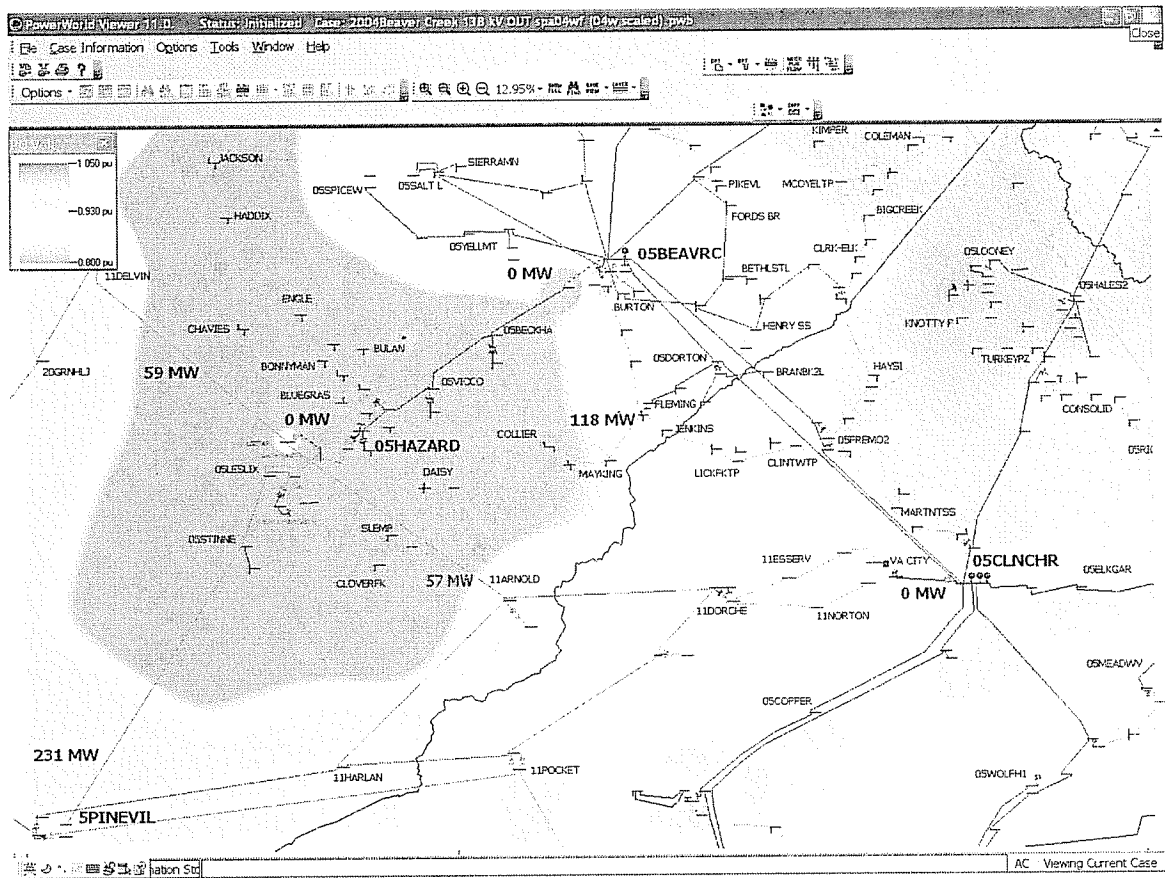 PowerWorld Viewer 11.0 Status: Initialized Case: 2004Beaver Creek 138 kV OUT spa04wf (04w scaled).pwb
Close
File Case Information Options Tools Window Help
Options 12.95%
1.050 pu
0.930 pu
0.800 pu
JACKSON
HADDIX
05SPICEW
05SALT L
SIERRAMN
KIMPER
COLEMAN
PIKEVL
MCOYELTP
FORDS BR
BIGCREEK
05YELLMT
0 MW
05BEAVRC
CLRKHELK
05LOONEY
11DELVIN
BETHLSTL
05HALES2
ENGLE
BURTON
CHAVIES
05BECKHA
HENRY SS
KNOTTY P
BULAN
20GRNHLJ
BONNYMAN
05DORTON
BRANBKZL
HAYSI
TURKEYPZ
59 MW
05VICCO
BLUEGRAS
FLEMING
CONSOLID
0 MW
118 MW
JENKINS
05HAZARD
COLLIER
05FREMO2
05LESLIX
DAISY
MAYKING
LICKFKTP
CLINTWTP
MARTNTSS
SLEMP
05STINNE
11ESSERV
VA CITY
05CLNCHR
CLOVERFK
57 MW
11ARNOLD
05ELKGAR
0 MW
11DORCHE
11NORTON
05MEADWV
05COPPER
231 MW
11HARLAN
11POCKET
05WOLFHI
5PINEVIL
AC Viewing Current Case